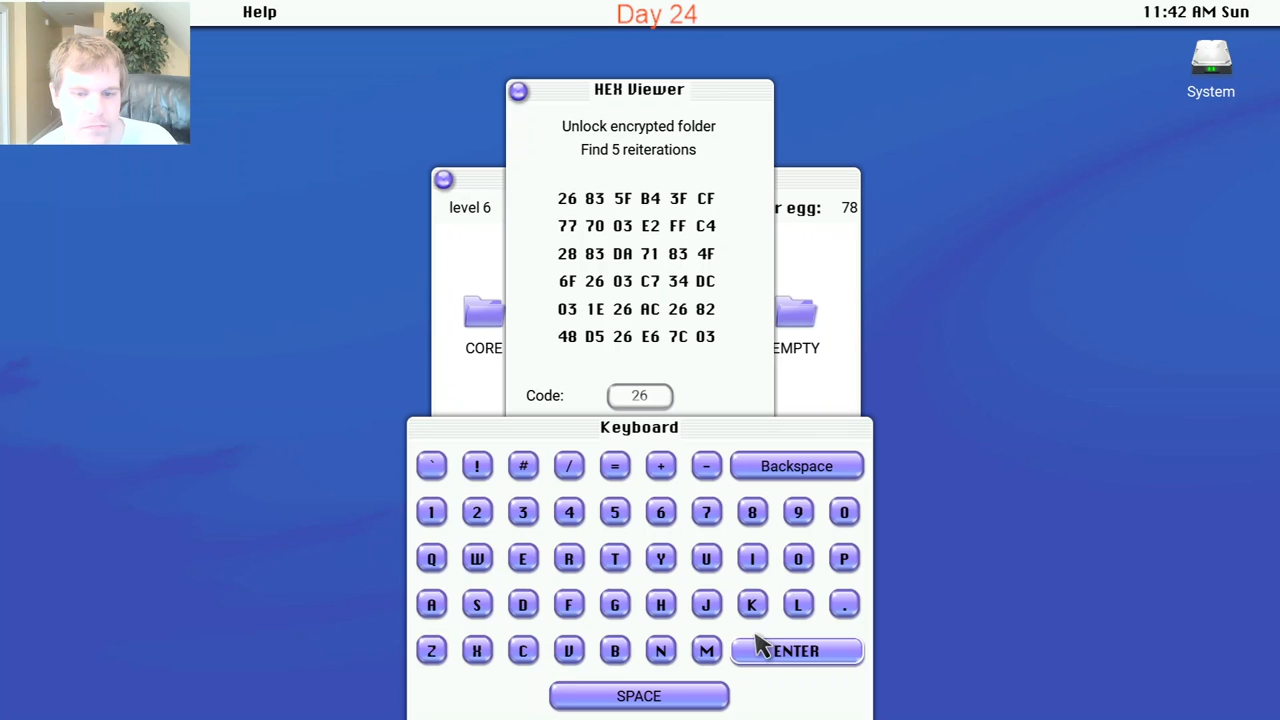 Help
Day 24
11:42 AM Sun
System
HEX Viewer
Unlock encrypted folder
Find 5 reiterations
level 6
r egg: 78
26 83 5F B4 3F CF
77 70 03 E2 FF C4
28 83 DA 71 83 4F
6F 26 03 C7 34 DC
03 1E 26 AC 26 82
48 D5 26 E6 7C 03
CORE
EMPTY
Code: 26
Keyboard
` ! # / = + - Backspace
1 2 3 4 5 6 7 8 9 0
Q W E R T Y U I O P
A S D F G H J K L .
Z X C V B N M ENTER
SPACE